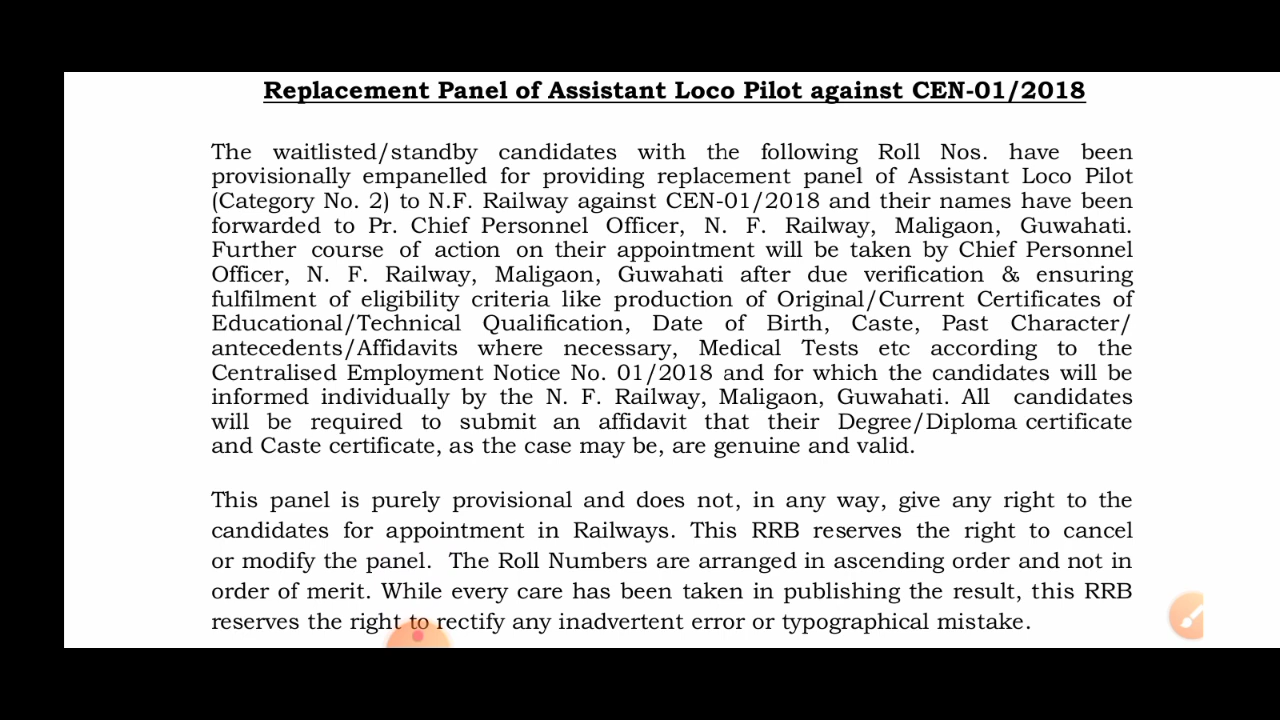 Replacement Panel of Assistant Loco Pilot against CEN-01/2018
The waitlisted/standby candidates with the following Roll Nos. have been
provisionally empanelled for providing replacement panel of Assistant Loco Pilot
(Category No. 2) to N.F. Railway against CEN-01/2018 and their names have been
forwarded to Pr. Chief Personnel Officer, N. F. Railway, Maligaon, Guwahati.
Further course of action on their appointment will be taken by Chief Personnel
Officer, N. F. Railway, Maligaon, Guwahati after due verification & ensuring
fulfilment of eligibility criteria like production of Original/Current Certificates of
Educational/Technical Qualification, Date of Birth, Caste, Past Character/
antecedents/Affidavits where necessary, Medical Tests etc according to the
Centralised Employment Notice No. 01/2018 and for which the candidates will be
informed individually by the N. F. Railway, Maligaon, Guwahati. All candidates
will be required to submit an affidavit that their Degree/Diploma certificate
and Caste certificate, as the case may be, are genuine and valid.
This panel is purely provisional and does not, in any way, give any right to the
candidates for appointment in Railways. This RRB reserves the right to cancel
or modify the panel. The Roll Numbers are arranged in ascending order and not in
order of merit. While every care has been taken in publishing the result, this RRB
reserves the right to rectify any inadvertent error or typographical mistake.